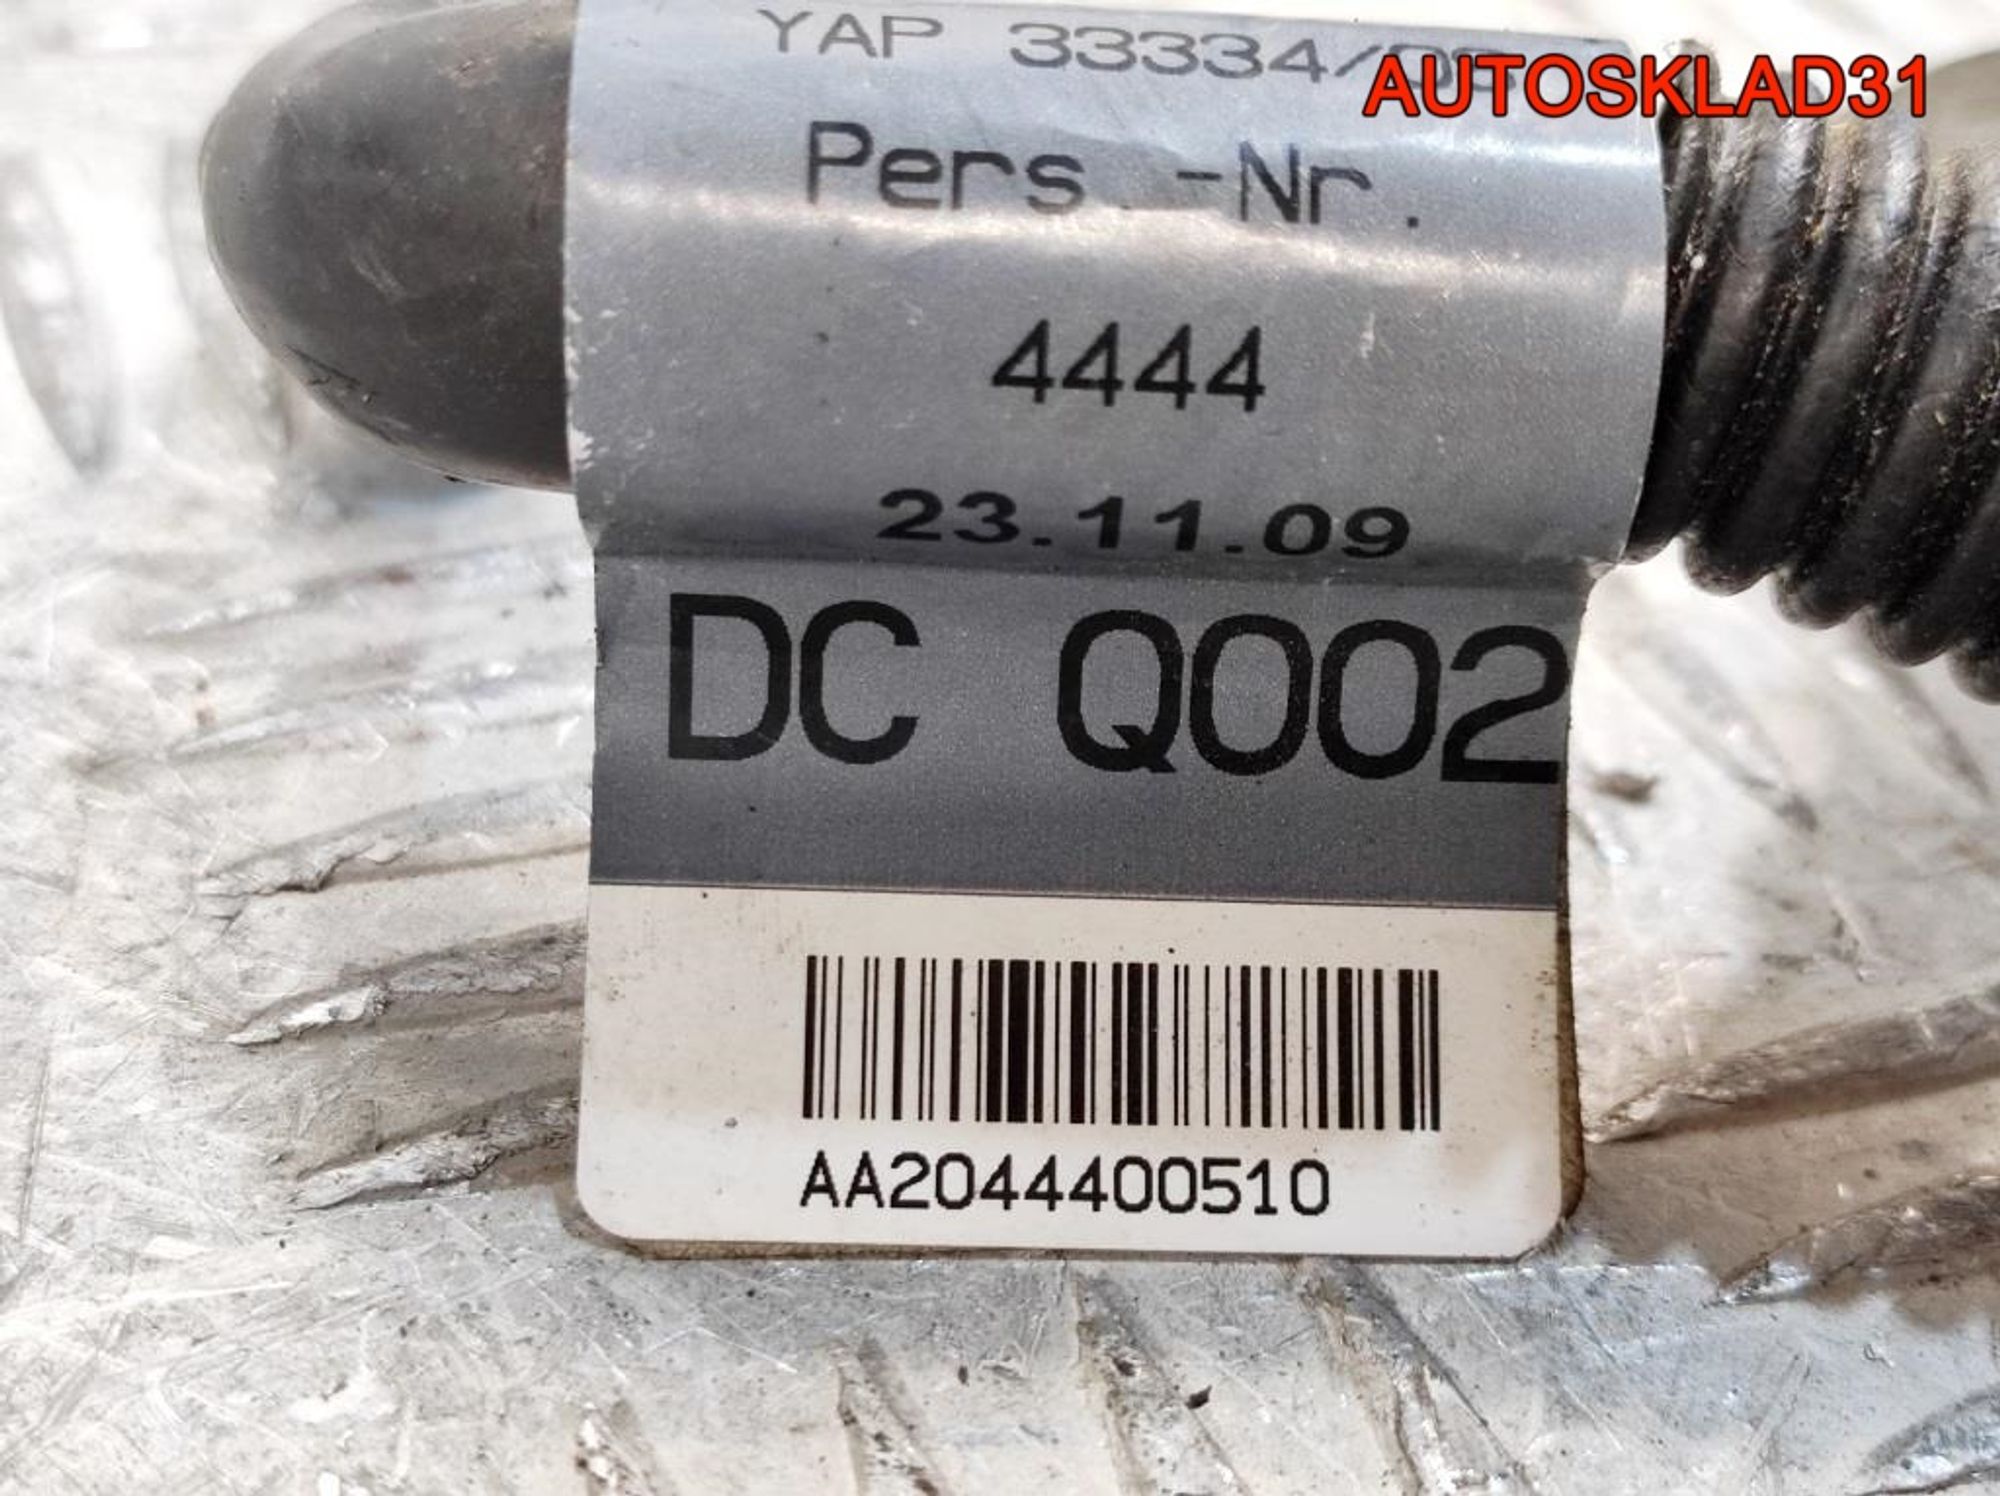 YAP 33334/
AUTOSKLAD31
Pers.-Nr.
4444
23.11.09
DC Q002
AA2044400510